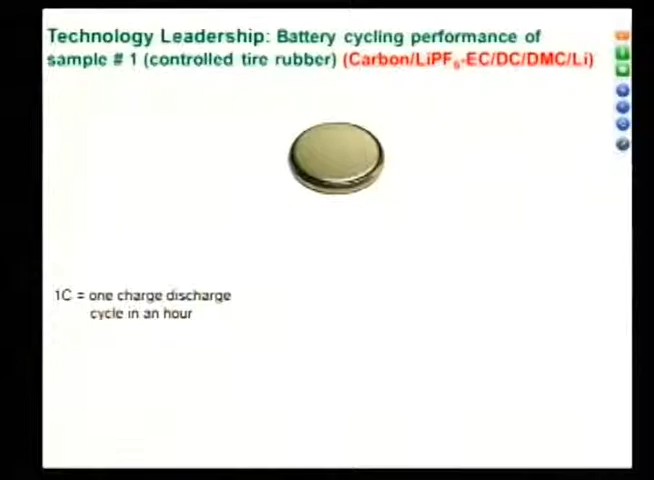 Technology Leadership: Battery cycling performance of
sample # 1 (controlled tire rubber) (Carbon/LiPF₆-EC/DC/DMC/Li)
1C = one charge discharge
cycle in an hour